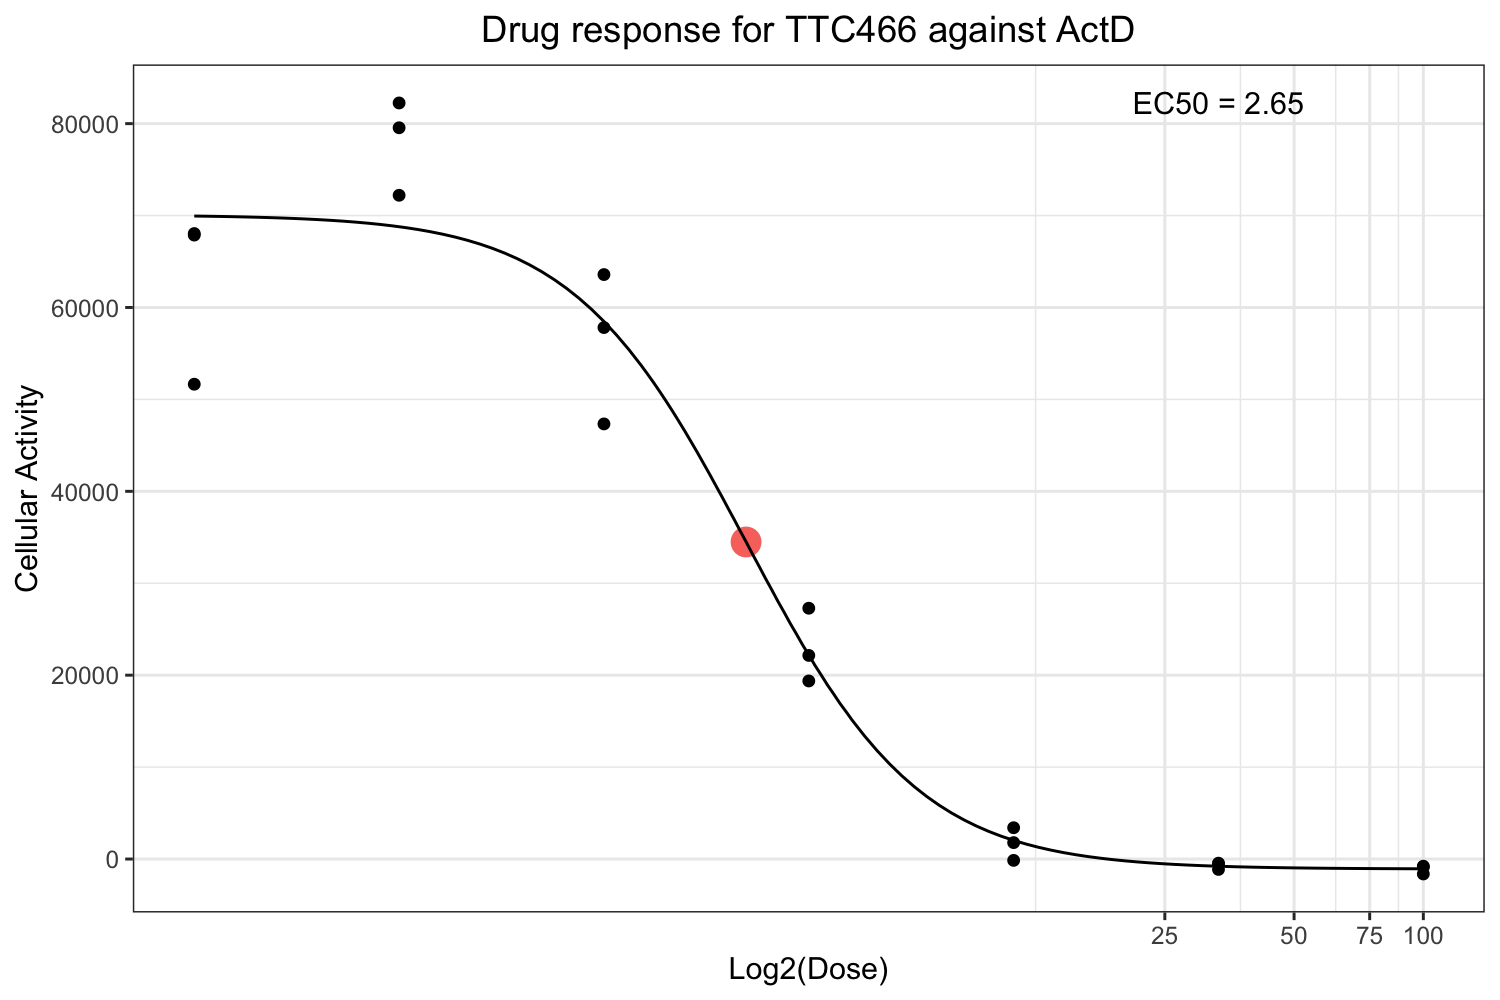 Drug response for TTC466 against ActD
EC50 = 2.65
80000
60000
40000
20000
0
Cellular Activity
25 50 75 100
Log2(Dose)